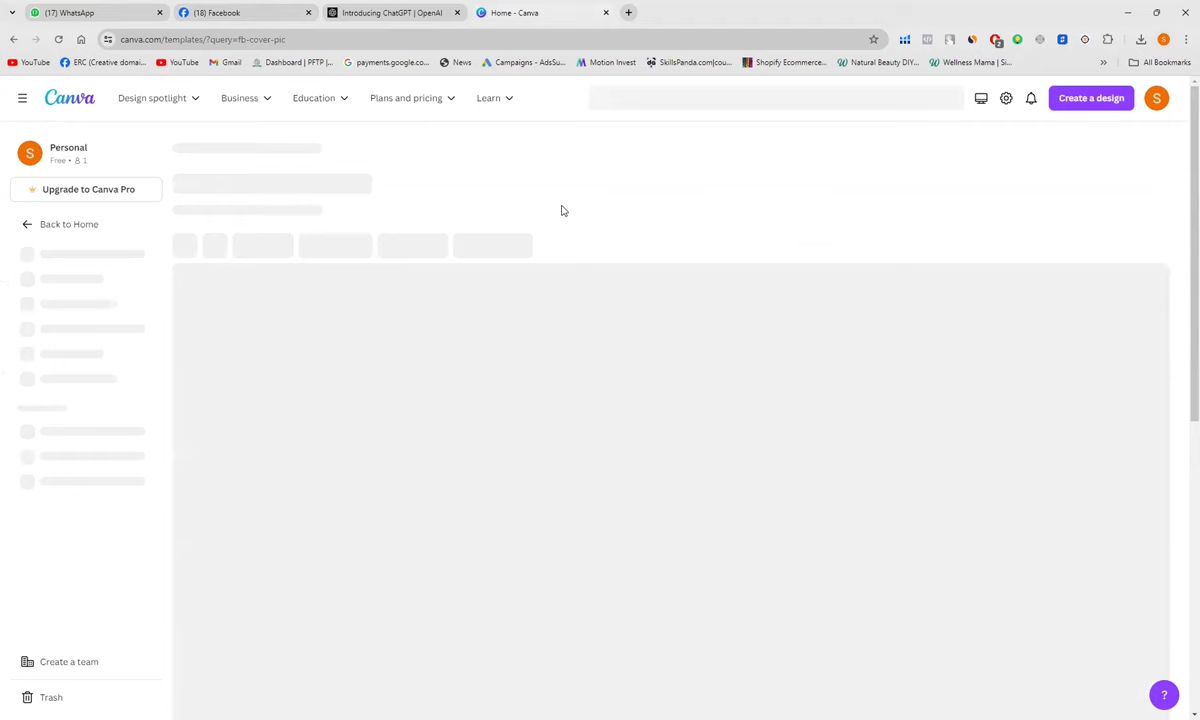 (17) WhatsApp
(18) Facebook
Introducing ChatGPT | OpenAI
Home - Canva
canva.com/templates/?query=fb-cover-pic
2
S
YouTube
ERC (Creative domai...
YouTube
Gmail
Dashboard | PFTP |...
payments.google.co...
News
Campaigns - AdsSu...
Motion Invest
SkillsPanda.com|cou...
Shopify Ecommerce...
Natural Beauty DIY...
Wellness Mama | Si...
All Bookmarks
Canva
Design spotlight
Business
Education
Plans and pricing
Learn
Create a design
S
S
Personal
Free • 1
Upgrade to Canva Pro
Back to Home
Create a team
Trash
?